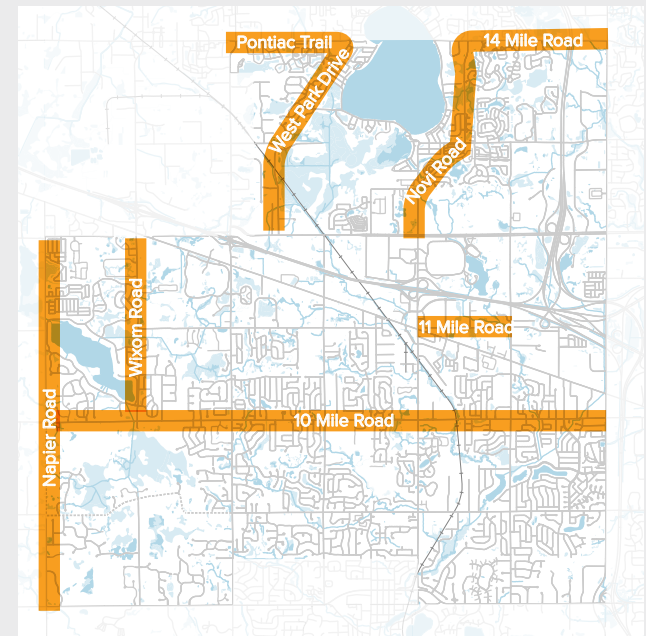 Pontiac Trail
14 Mile Road
West Park Drive
Novi Road
Wixom Road
11 Mile Road
Napier Road
10 Mile Road